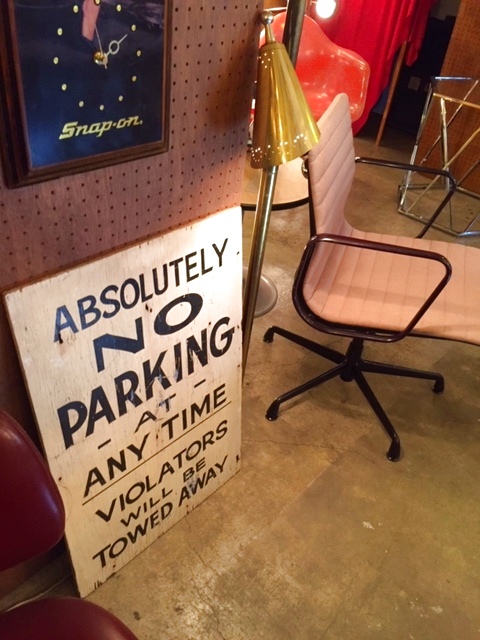 Snap-on.
ABSOLUTELY
NO
PARKING
- AT -
ANY TIME
VIOLATORS
WILL BE
TOWED AWAY